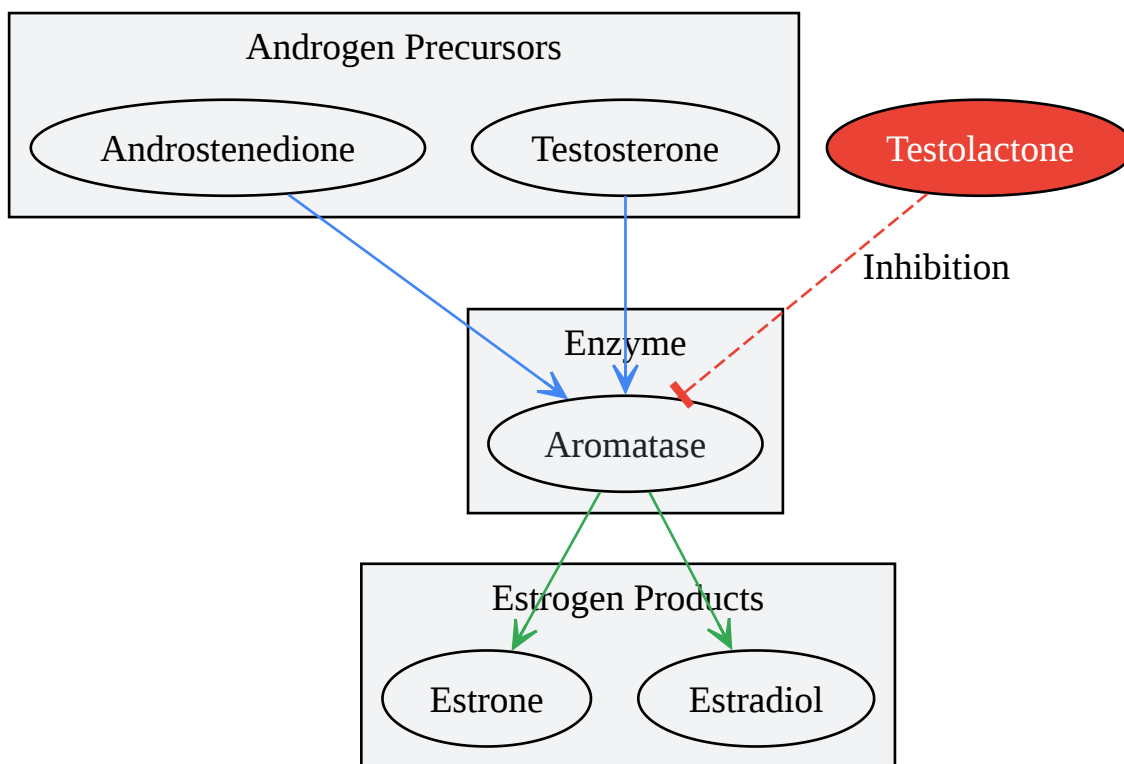 Androgen Precursors
Androstenedione
Testosterone
Testolactone
Inhibition
Enzyme
Aromatase
Estrogen Products
Estrone
Estradiol